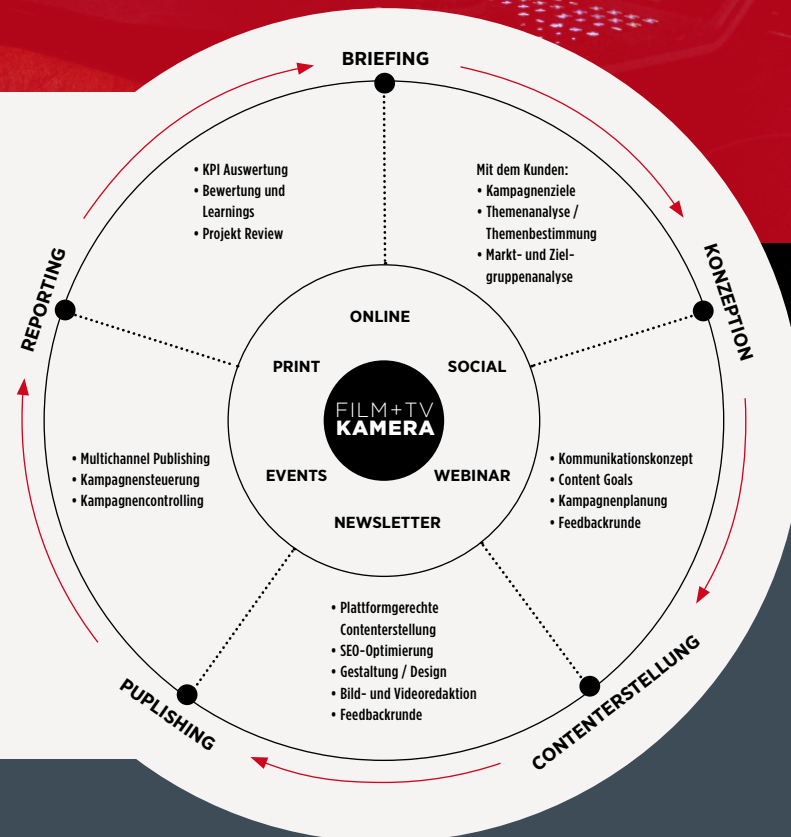 BRIEFING
• KPI Auswertung
• Bewertung und
Learnings
• Projekt Review
Mit dem Kunden:
• Kampagnenziele
• Themenanalyse /
Themenbestimmung
• Markt- und Ziel-
gruppenanalyse
REPORTING
KONZEPTION
ONLINE
PRINT
SOCIAL
FILM+TV
KAMERA
EVENTS
WEBINAR
NEWSLETTER
• Multichannel Publishing
• Kampagnensteuerung
• Kampagnencontrolling
• Kommunikationskonzept
• Content Goals
• Kampagnenplanung
• Feedbackrunde
• Plattformgerechte
Contenterstellung
• SEO-Optimierung
• Gestaltung / Design
• Bild- und Videoredaktion
• Feedbackrunde
PUPLISHING
CONTENTERSTELLUNG